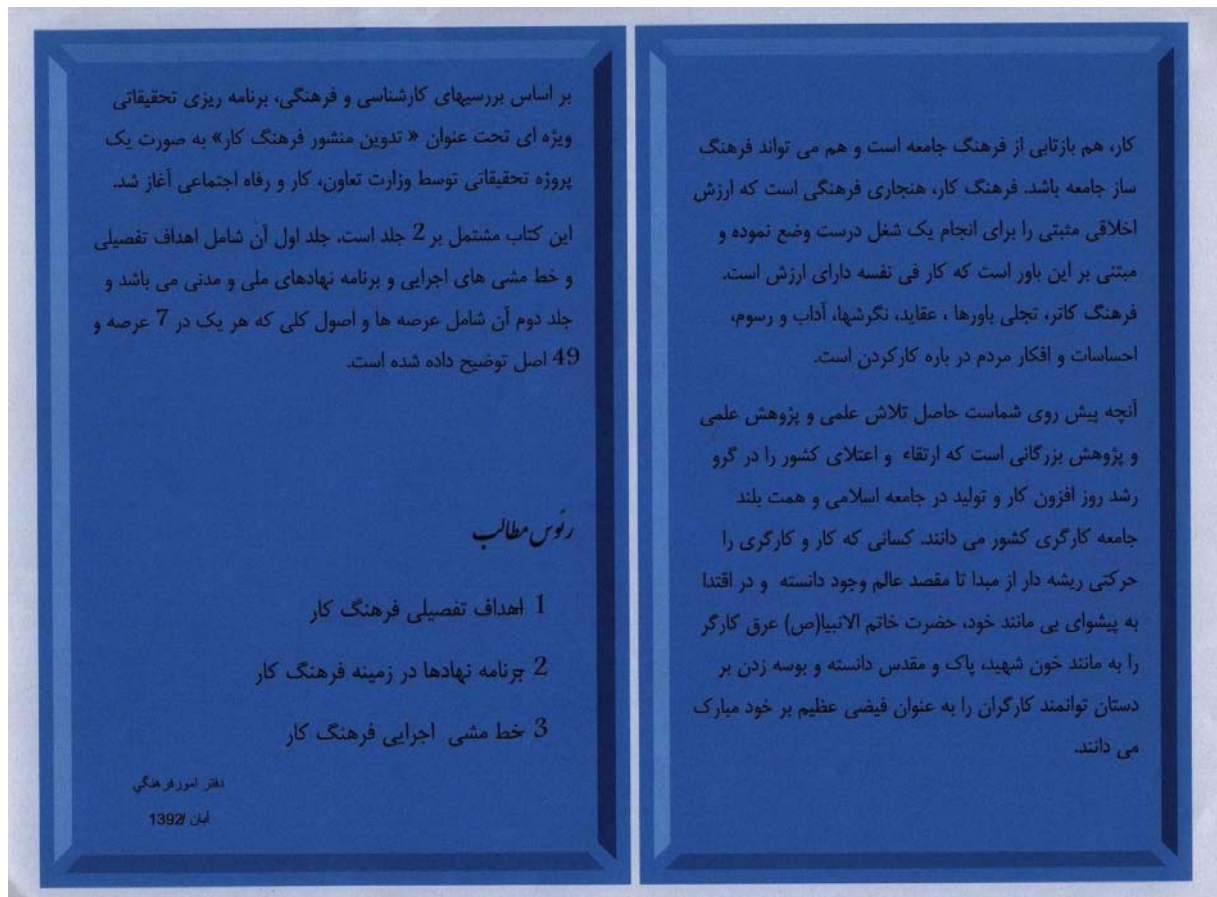 کار، هم بازتابی از فرهنگ جامعه است و هم می تواند فرهنگ
ساز جامعه باشد. فرهنگ کار، هنجاری فرهنگی است که ارزش
اخلاقی مثبتی را برای انجام یک شغل درست وضع نموده و
مبتنی بر این باور است که کار فی نفسه دارای ارزش است.
فرهنگ کاتر، تجلی باورها ، عقاید، نگرشها، آداب و رسوم،
احساسات و افکار مردم در باره کارکردن است.
آنچه پیش روی شماست حاصل تلاش علمی و پژوهش علمی
و پژوهش بزرگانی است که ارتقاء و اعتلای کشور را در گرو
رشد روز افزون کار و تولید در جامعه اسلامی و همت بلند
جامعه کارگری کشور می دانند. کسانی که کار و کارگری را
حرکتی ریشه دار از مبدا تا مقصد عالم وجود دانسته و در اقتدا
به پیشوای بی مانند خود، حضرت خاتم الانبیا(ص) عرق کارگر
را به مانند خون شهید، پاک و مقدس دانسته و بوسه زدن بر
دستان توانمند کارگران را به عنوان فیضی عظیم بر خود مبارک
می دانند.
بر اساس بررسیهای کارشناسی و فرهنگی، برنامه ریزی تحقیقاتی
ویژه ای تحت عنوان « تدوین منشور فرهنگ کار» به صورت یک
پروژه تحقیقاتی توسط وزارت تعاون، کار و رفاه اجتماعی آغاز شد.
این کتاب مشتمل بر 2 جلد است. جلد اول آن شامل اهداف تفصیلی
و خط مشی های اجرایی و برنامه نهادهای ملی و مدنی می باشد و
جلد دوم آن شامل عرصه ها و اصول کلی که هر یک در 7 عرصه و
49 اصل توضیح داده شده است.
رئوس مطالب
1 اهداف تفصیلی فرهنگ کار
2 برنامه نهادها در زمینه فرهنگ کار
3 خط مشی اجرایی فرهنگ کار
دفتر امورفرهنگی
آبان /1392